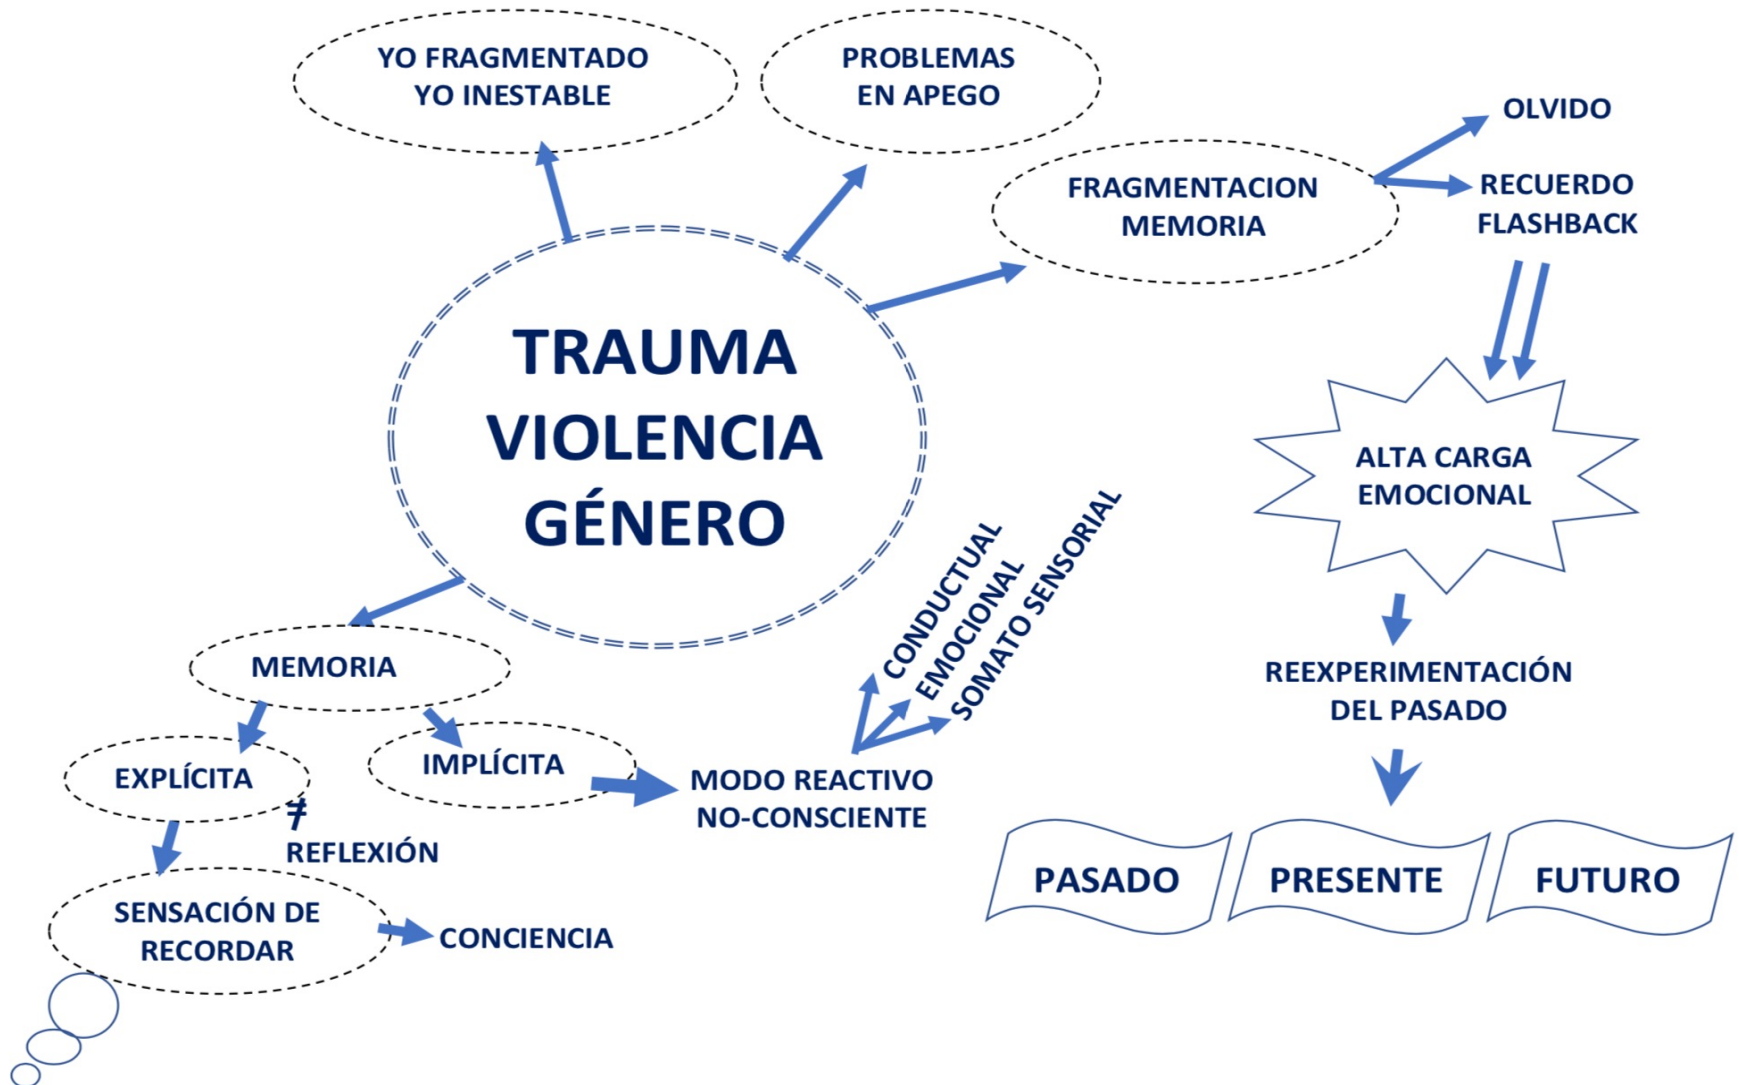 YO FRAGMENTADO
YO INESTABLE
PROBLEMAS
EN APEGO
OLVIDO
FRAGMENTACION
MEMORIA
RECUERDO
FLASHBACK
TRAUMA
VIOLENCIA
GÉNERO
ALTA CARGA
EMOCIONAL
CONDUCTUAL
EMOCIONAL
SOMATO SENSORIAL
MEMORIA
REEXPERIMENTACIÓN
DEL PASADO
EXPLÍCITA
IMPLÍCITA
MODO REACTIVO
NO-CONSCIENTE
≠
REFLEXIÓN
PASADO
PRESENTE
FUTURO
SENSACIÓN DE
RECORDAR
CONCIENCIA